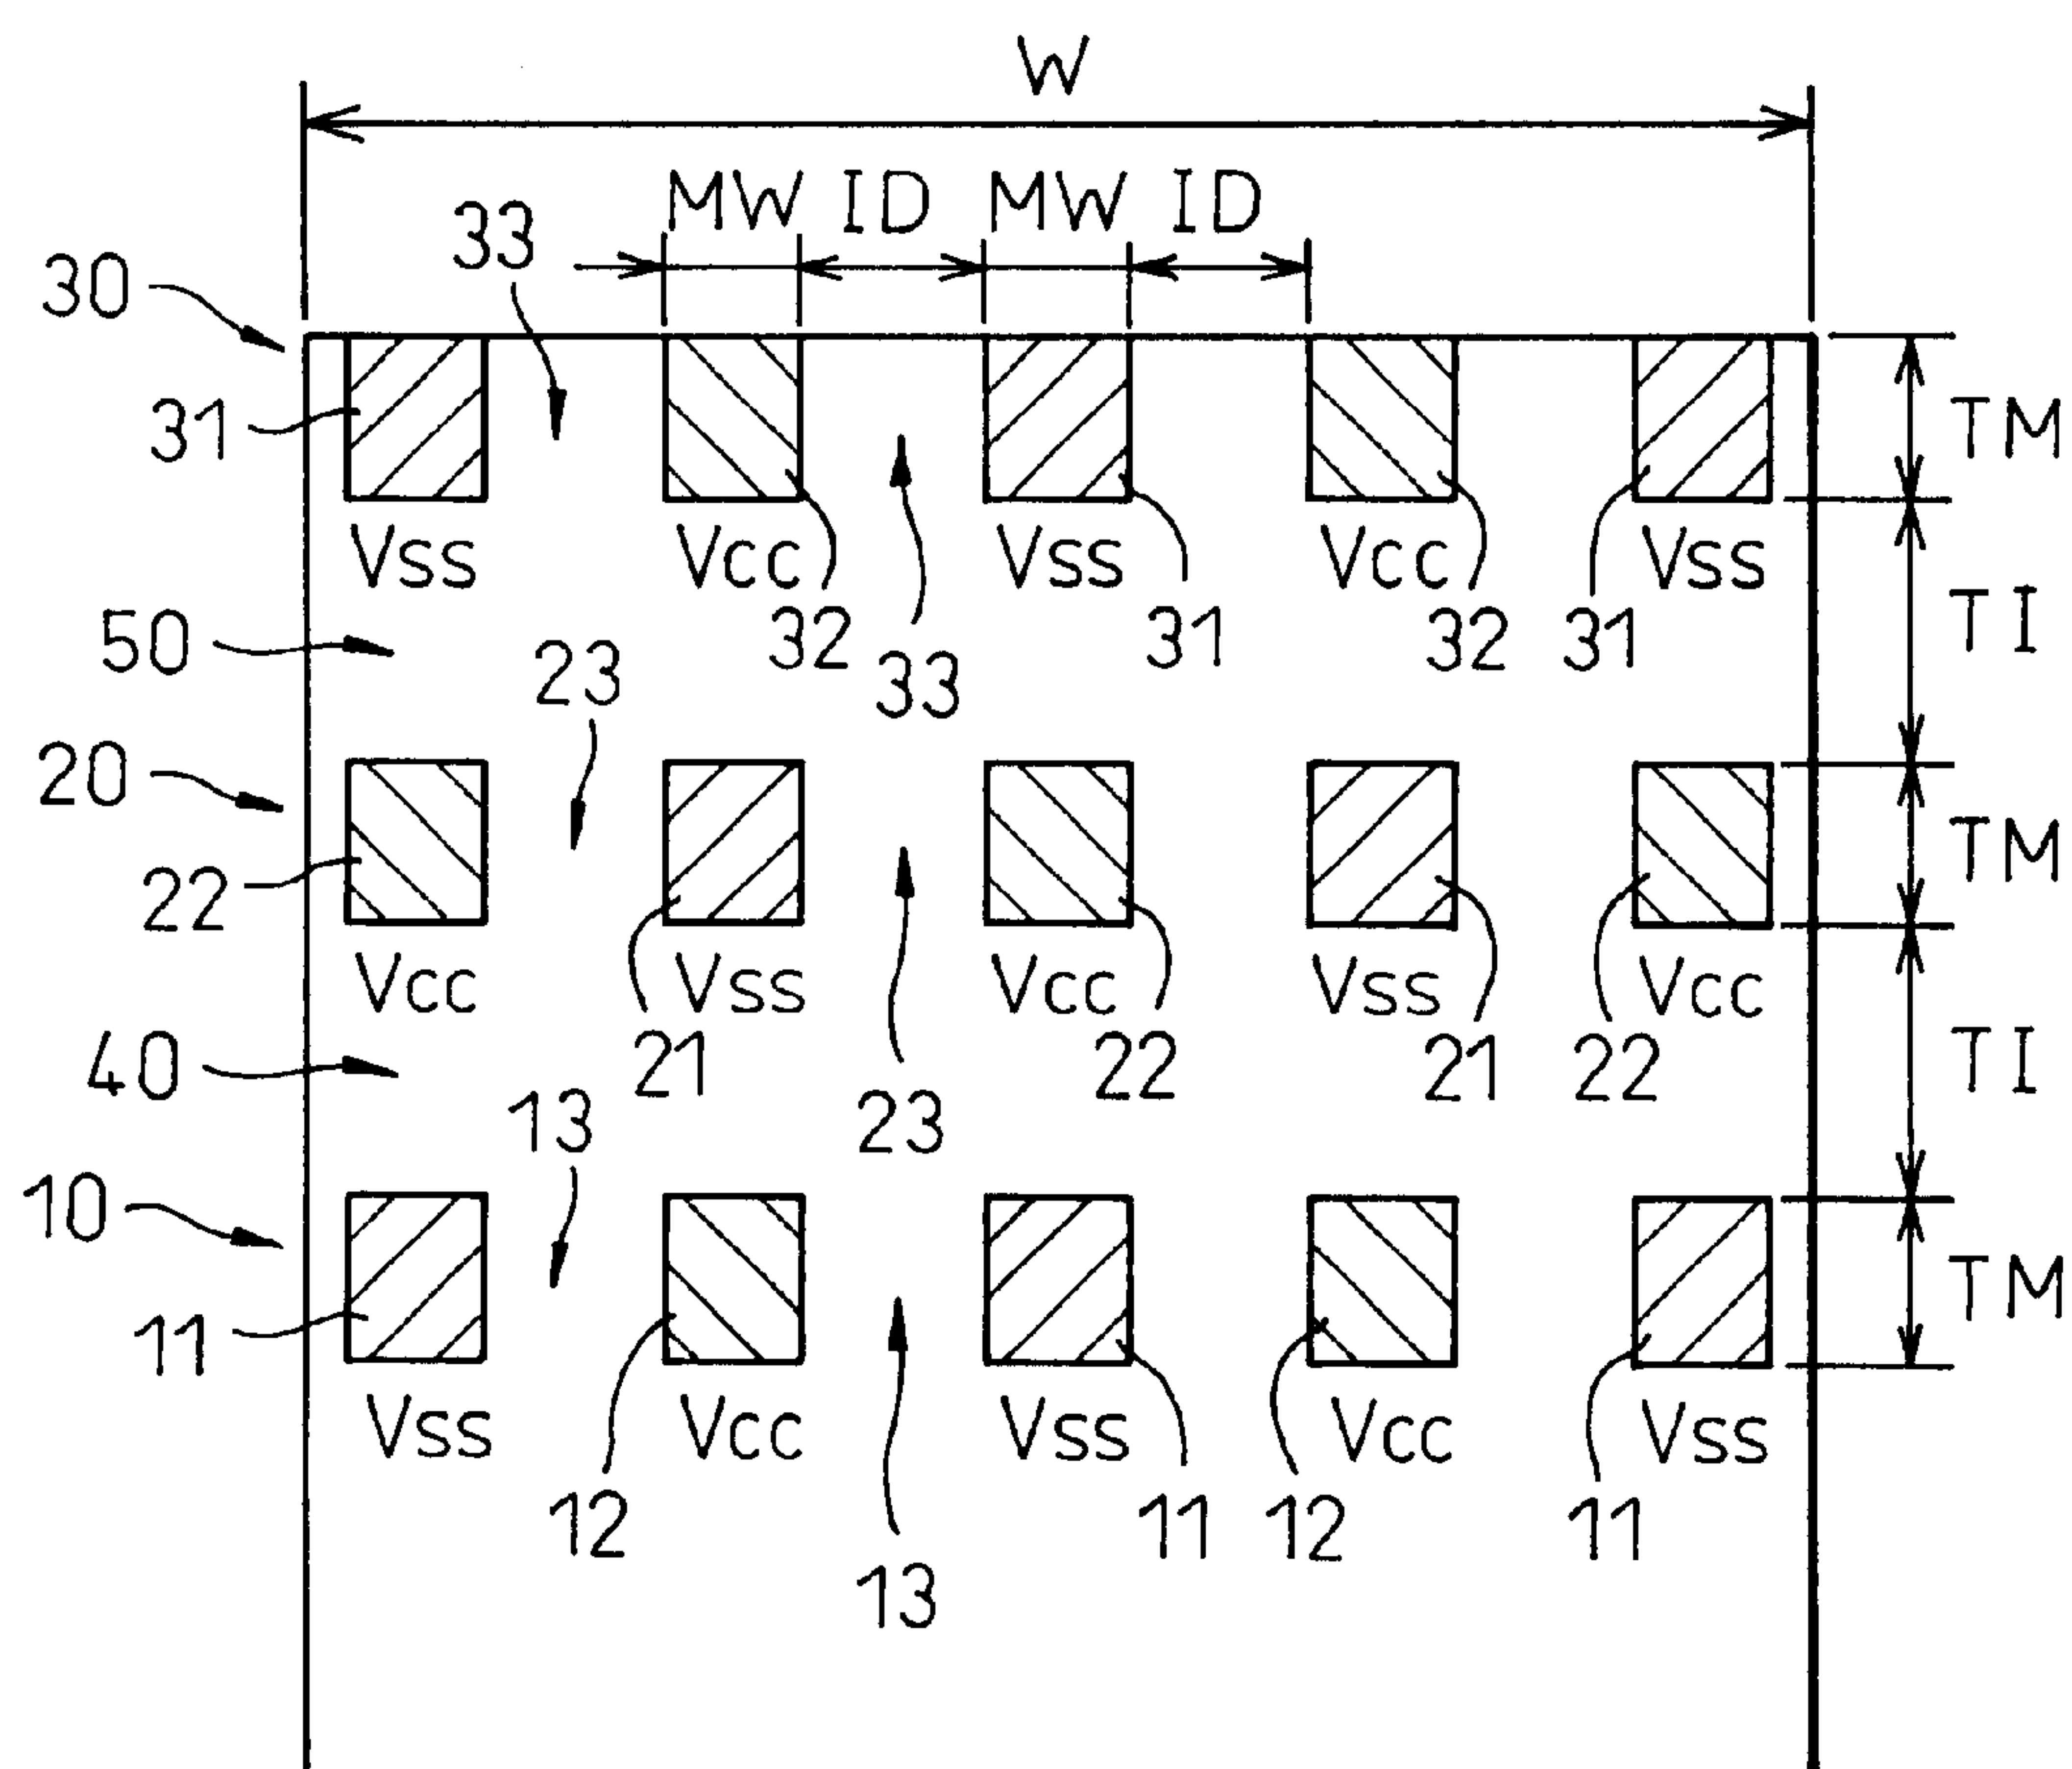 W
MW ID MW ID
33
30
31 TM
Vss Vcc Vss Vcc Vss
TI
50 23 32 33 31 32 31
20 TM
22
Vcc Vss Vcc Vss Vcc
TI
40 13 21 23 22 21 22
10 TM
11
Vss Vcc Vss Vcc Vss
12 13 11 12 11